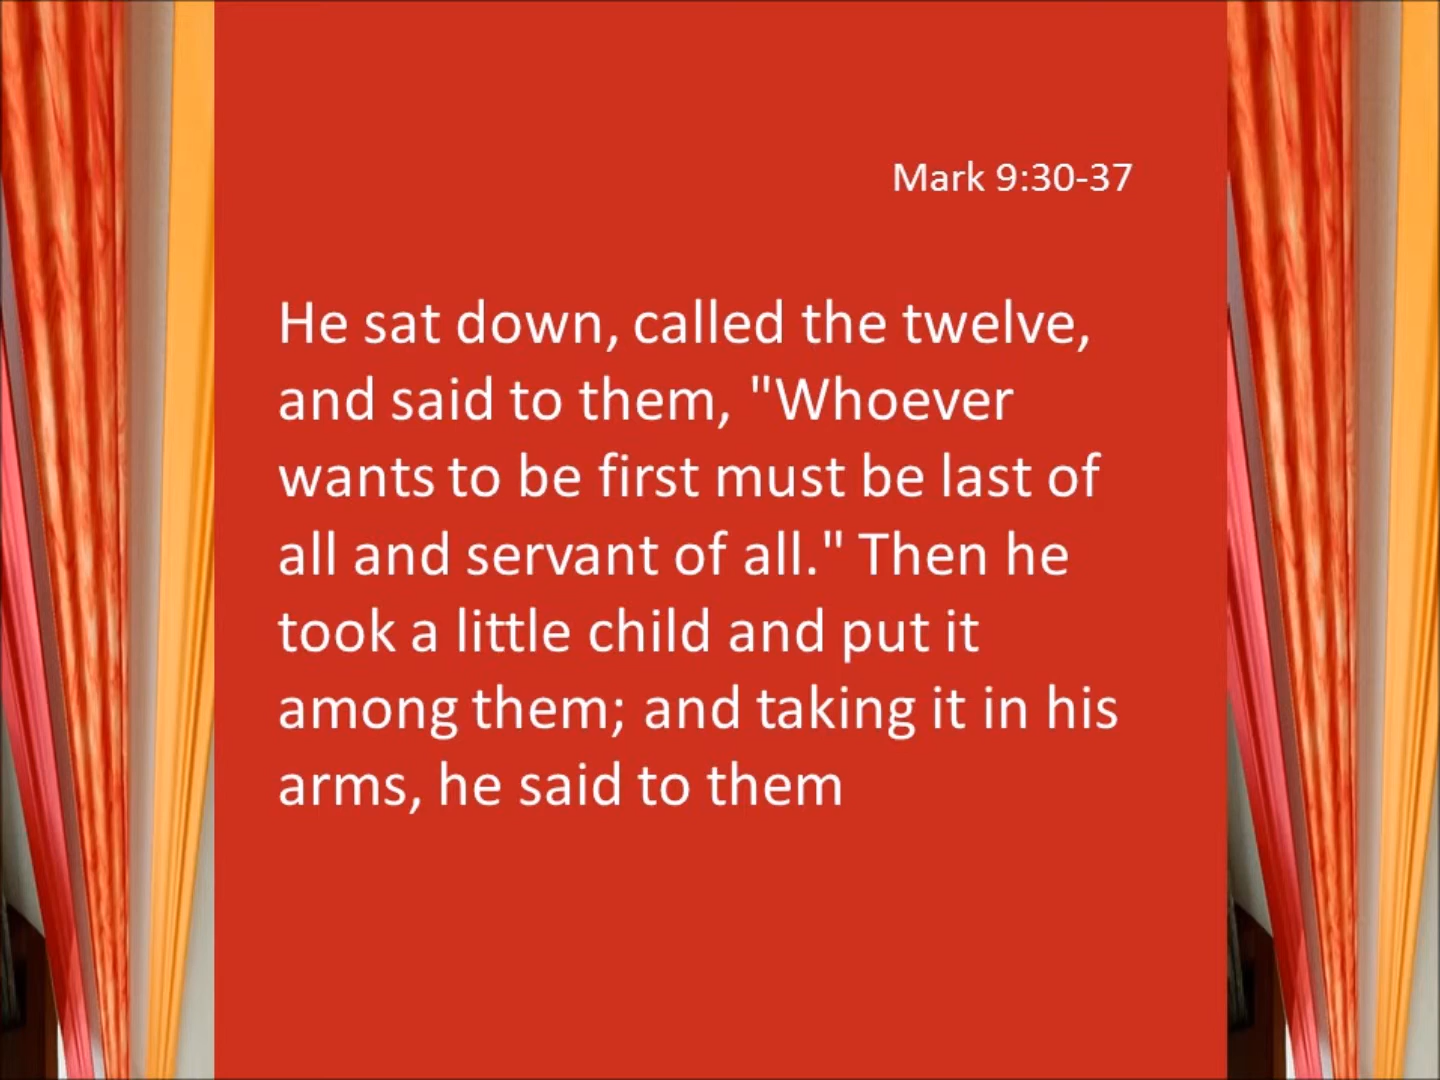 Mark 9:30-37
He sat down, called the twelve,
and said to them, "Whoever
wants to be first must be last of
all and servant of all." Then he
took a little child and put it
among them; and taking it in his
arms, he said to them